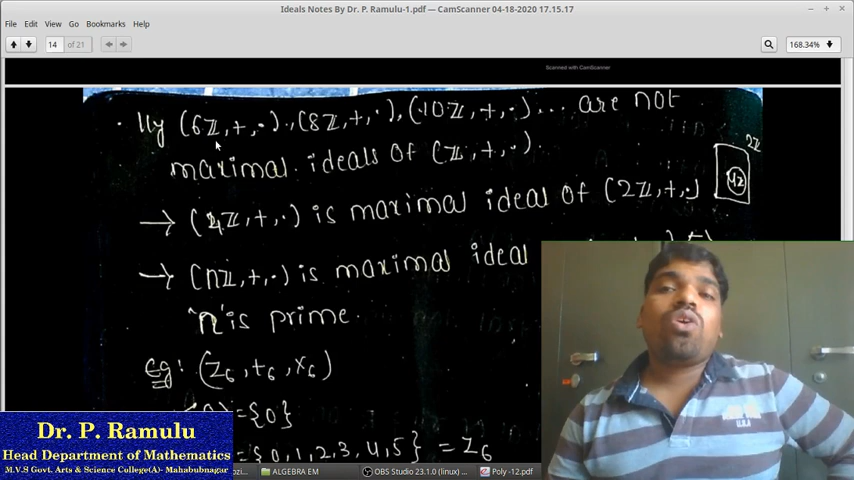 Ideals Notes By Dr. P. Ramulu-1.pdf — CamScanner 04-18-2020 17.15.17
File Edit View Go Bookmarks Help
14 of 21 168.34%
Scanned with CamScanner
• |||ly (6ℤ,+,·), (8ℤ,+,·), (10ℤ,+,·)... are not
maximal ideals of (ℤ,+,·).
2ℤ
4ℤ
→ (4ℤ,+,·) is maximal ideal of (2ℤ,+,·)
→ (nℤ,+,·) is maximal ideal
'n' is prime.
eg: (Z₆, +₆, ×₆)
= {0}
= {0,1,2,3,4,5} = Z₆
Dr. P. Ramulu
Head Department of Mathematics
M.V.S Govt. Arts & Science College(A)- Mahabubnagar
ALGEBRA EM
OBS Studio 23.1.0 (linux)
Poly -12.pdf